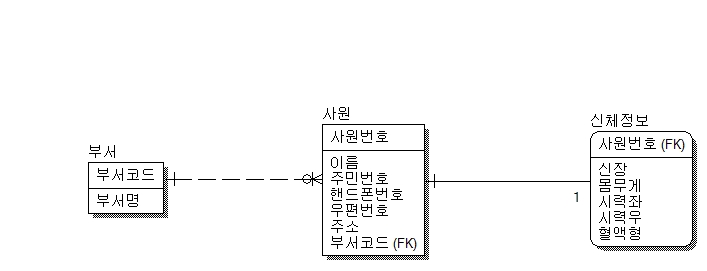 부서
부서코드
부서명
사원
사원번호
이름
주민번호
핸드폰번호
우편번호
주소
부서코드 (FK)
1
신체정보
사원번호 (FK)
신장
몸무게
시력좌
시력우
혈액형